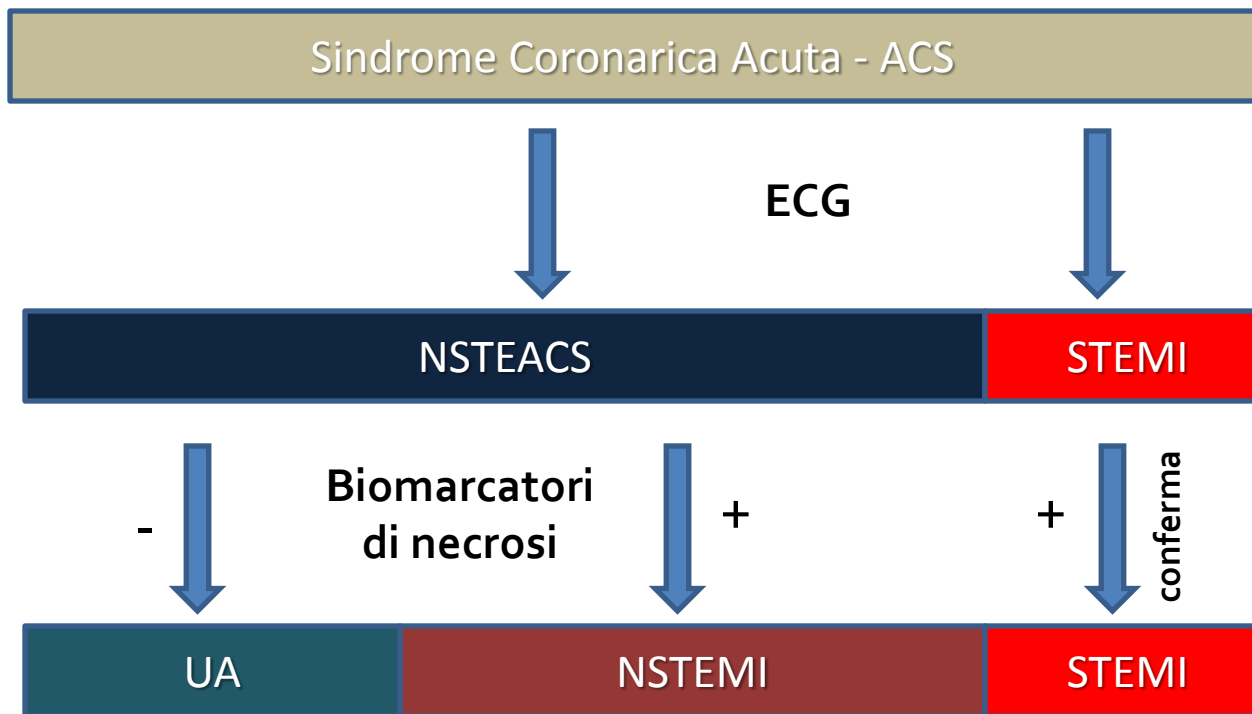 Sindrome Coronarica Acuta - ACS
ECG
NSTEACS
STEMI
-
Biomarcatori
di necrosi
+
+
conferma
UA
NSTEMI
STEMI